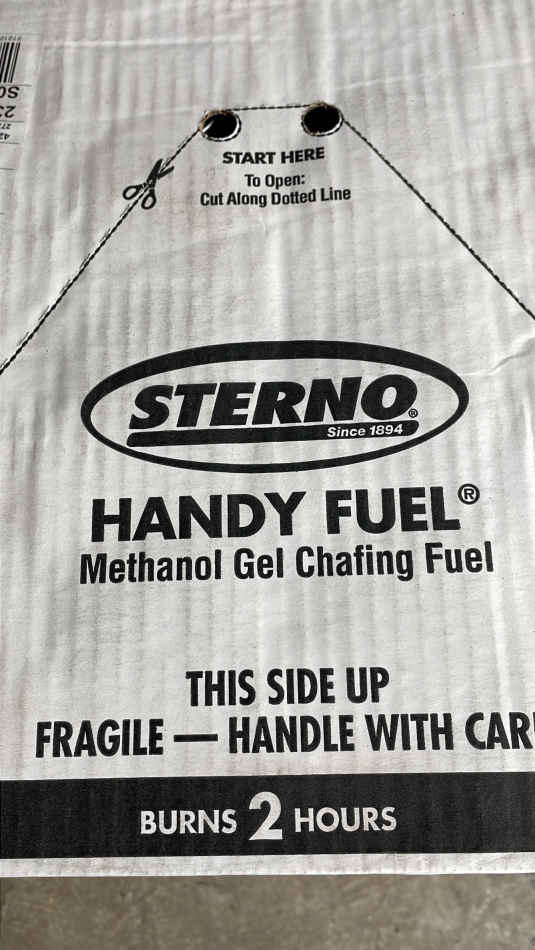 START HERE
To Open:
Cut Along Dotted Line
STERNO®
Since 1894
HANDY FUEL®
Methanol Gel Chafing Fuel
THIS SIDE UP
FRAGILE — HANDLE WITH CAR
BURNS 2 HOURS